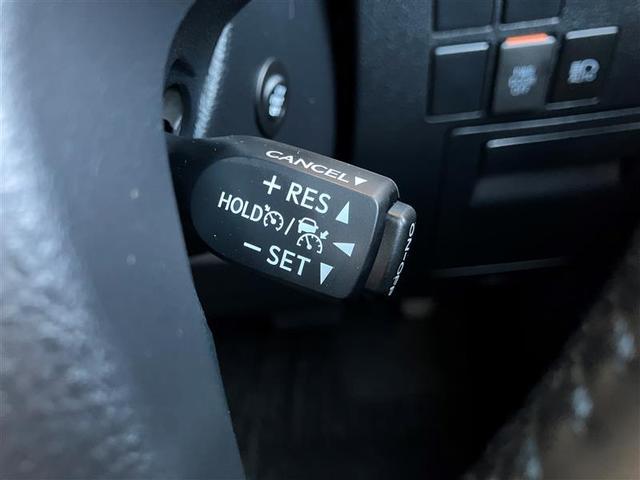 CANCEL▼
+ RES ▲
HOLD / ◀
− SET ▼
ON-OFF